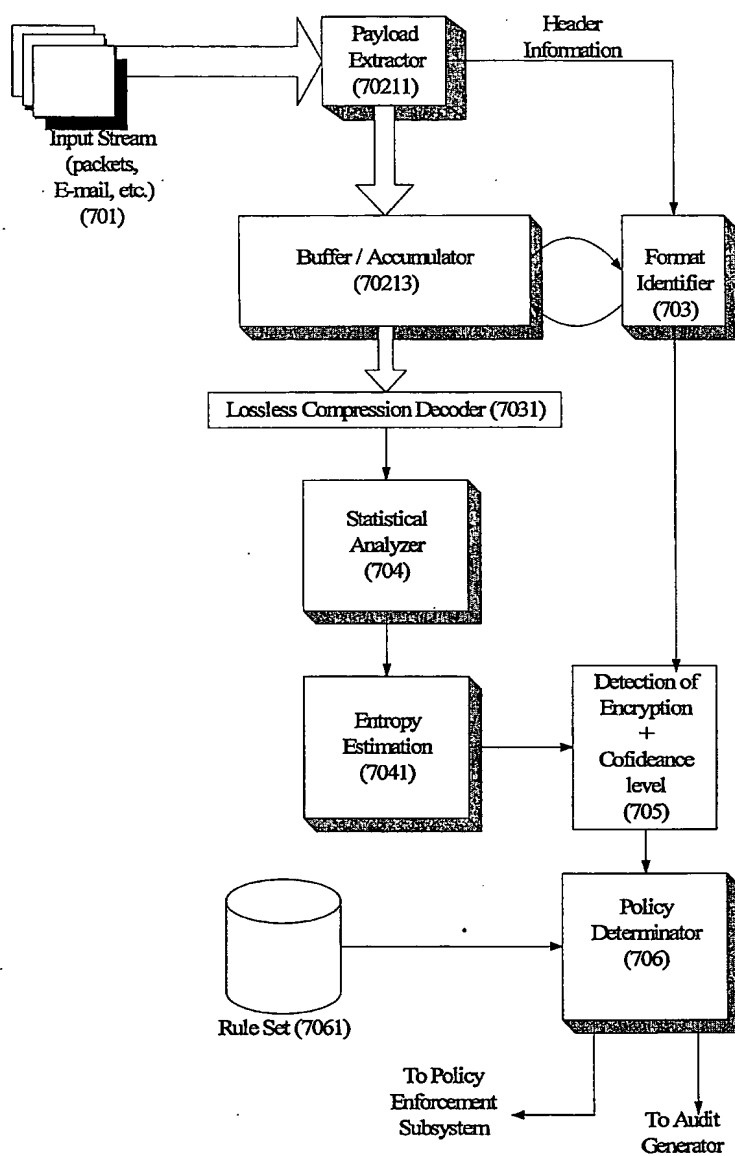 Payload
Extractor
(70211)
Header
Information
Input Stream
(packets,
E-mail, etc.)
(701)
Buffer / Accumulator
(70213)
Format
Identifier
(703)
Lossless Compression Decoder (7031)
Statistical
Analyzer
(704)
Entropy
Estimation
(7041)
Detection of
Encryption
+
Cofideance
level
(705)
Policy
Determinator
(706)
Rule Set (7061)
To Policy
Enforcement
Subsystem
To Audit
Generator